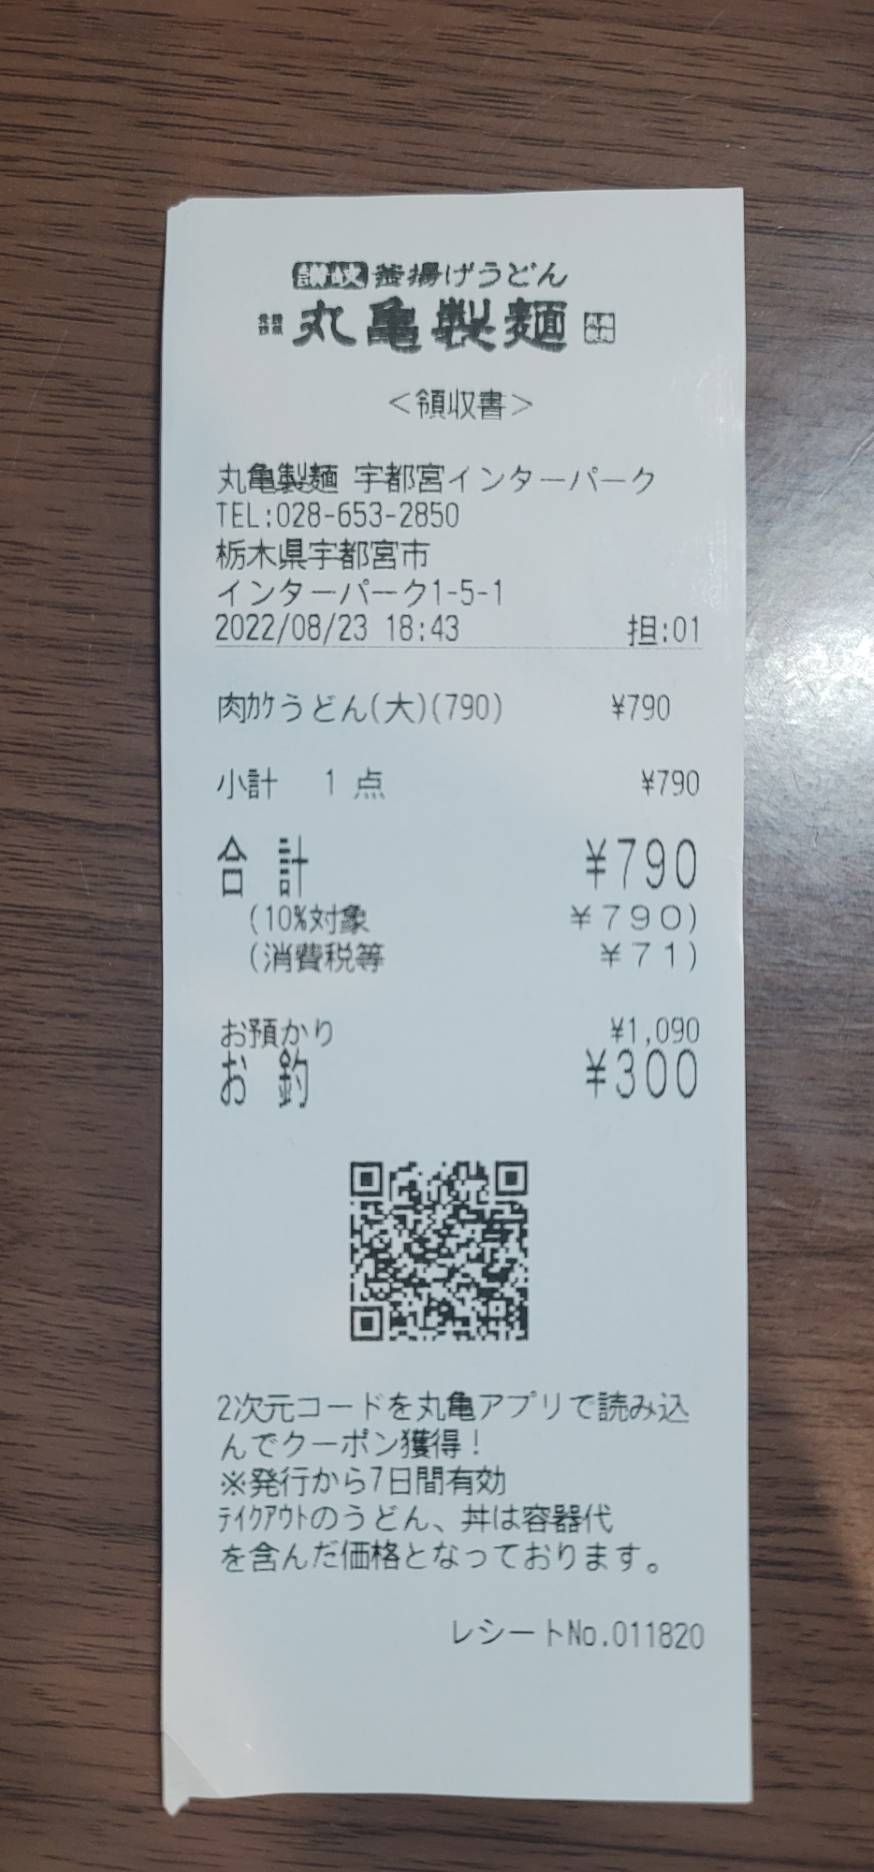 讃岐 釜揚げうどん
丸亀製麺
＜領収書＞
丸亀製麺 宇都宮インターパーク
TEL:028-653-2850
栃木県宇都宮市
インターパーク1-5-1
2022/08/23 18:43 担:01
肉ｶｹうどん(大)(790) ¥790
小計 1 点 ¥790
合計 ¥790
(10%対象 ¥790)
(消費税等 ¥71)
お預かり ¥1,090
お釣 ¥300
2次元コードを丸亀アプリで読み込
んでクーポン獲得！
※発行から7日間有効
ﾃｲｸｱｳﾄのうどん、丼は容器代
を含んだ価格となっております。
レシートNo.011820